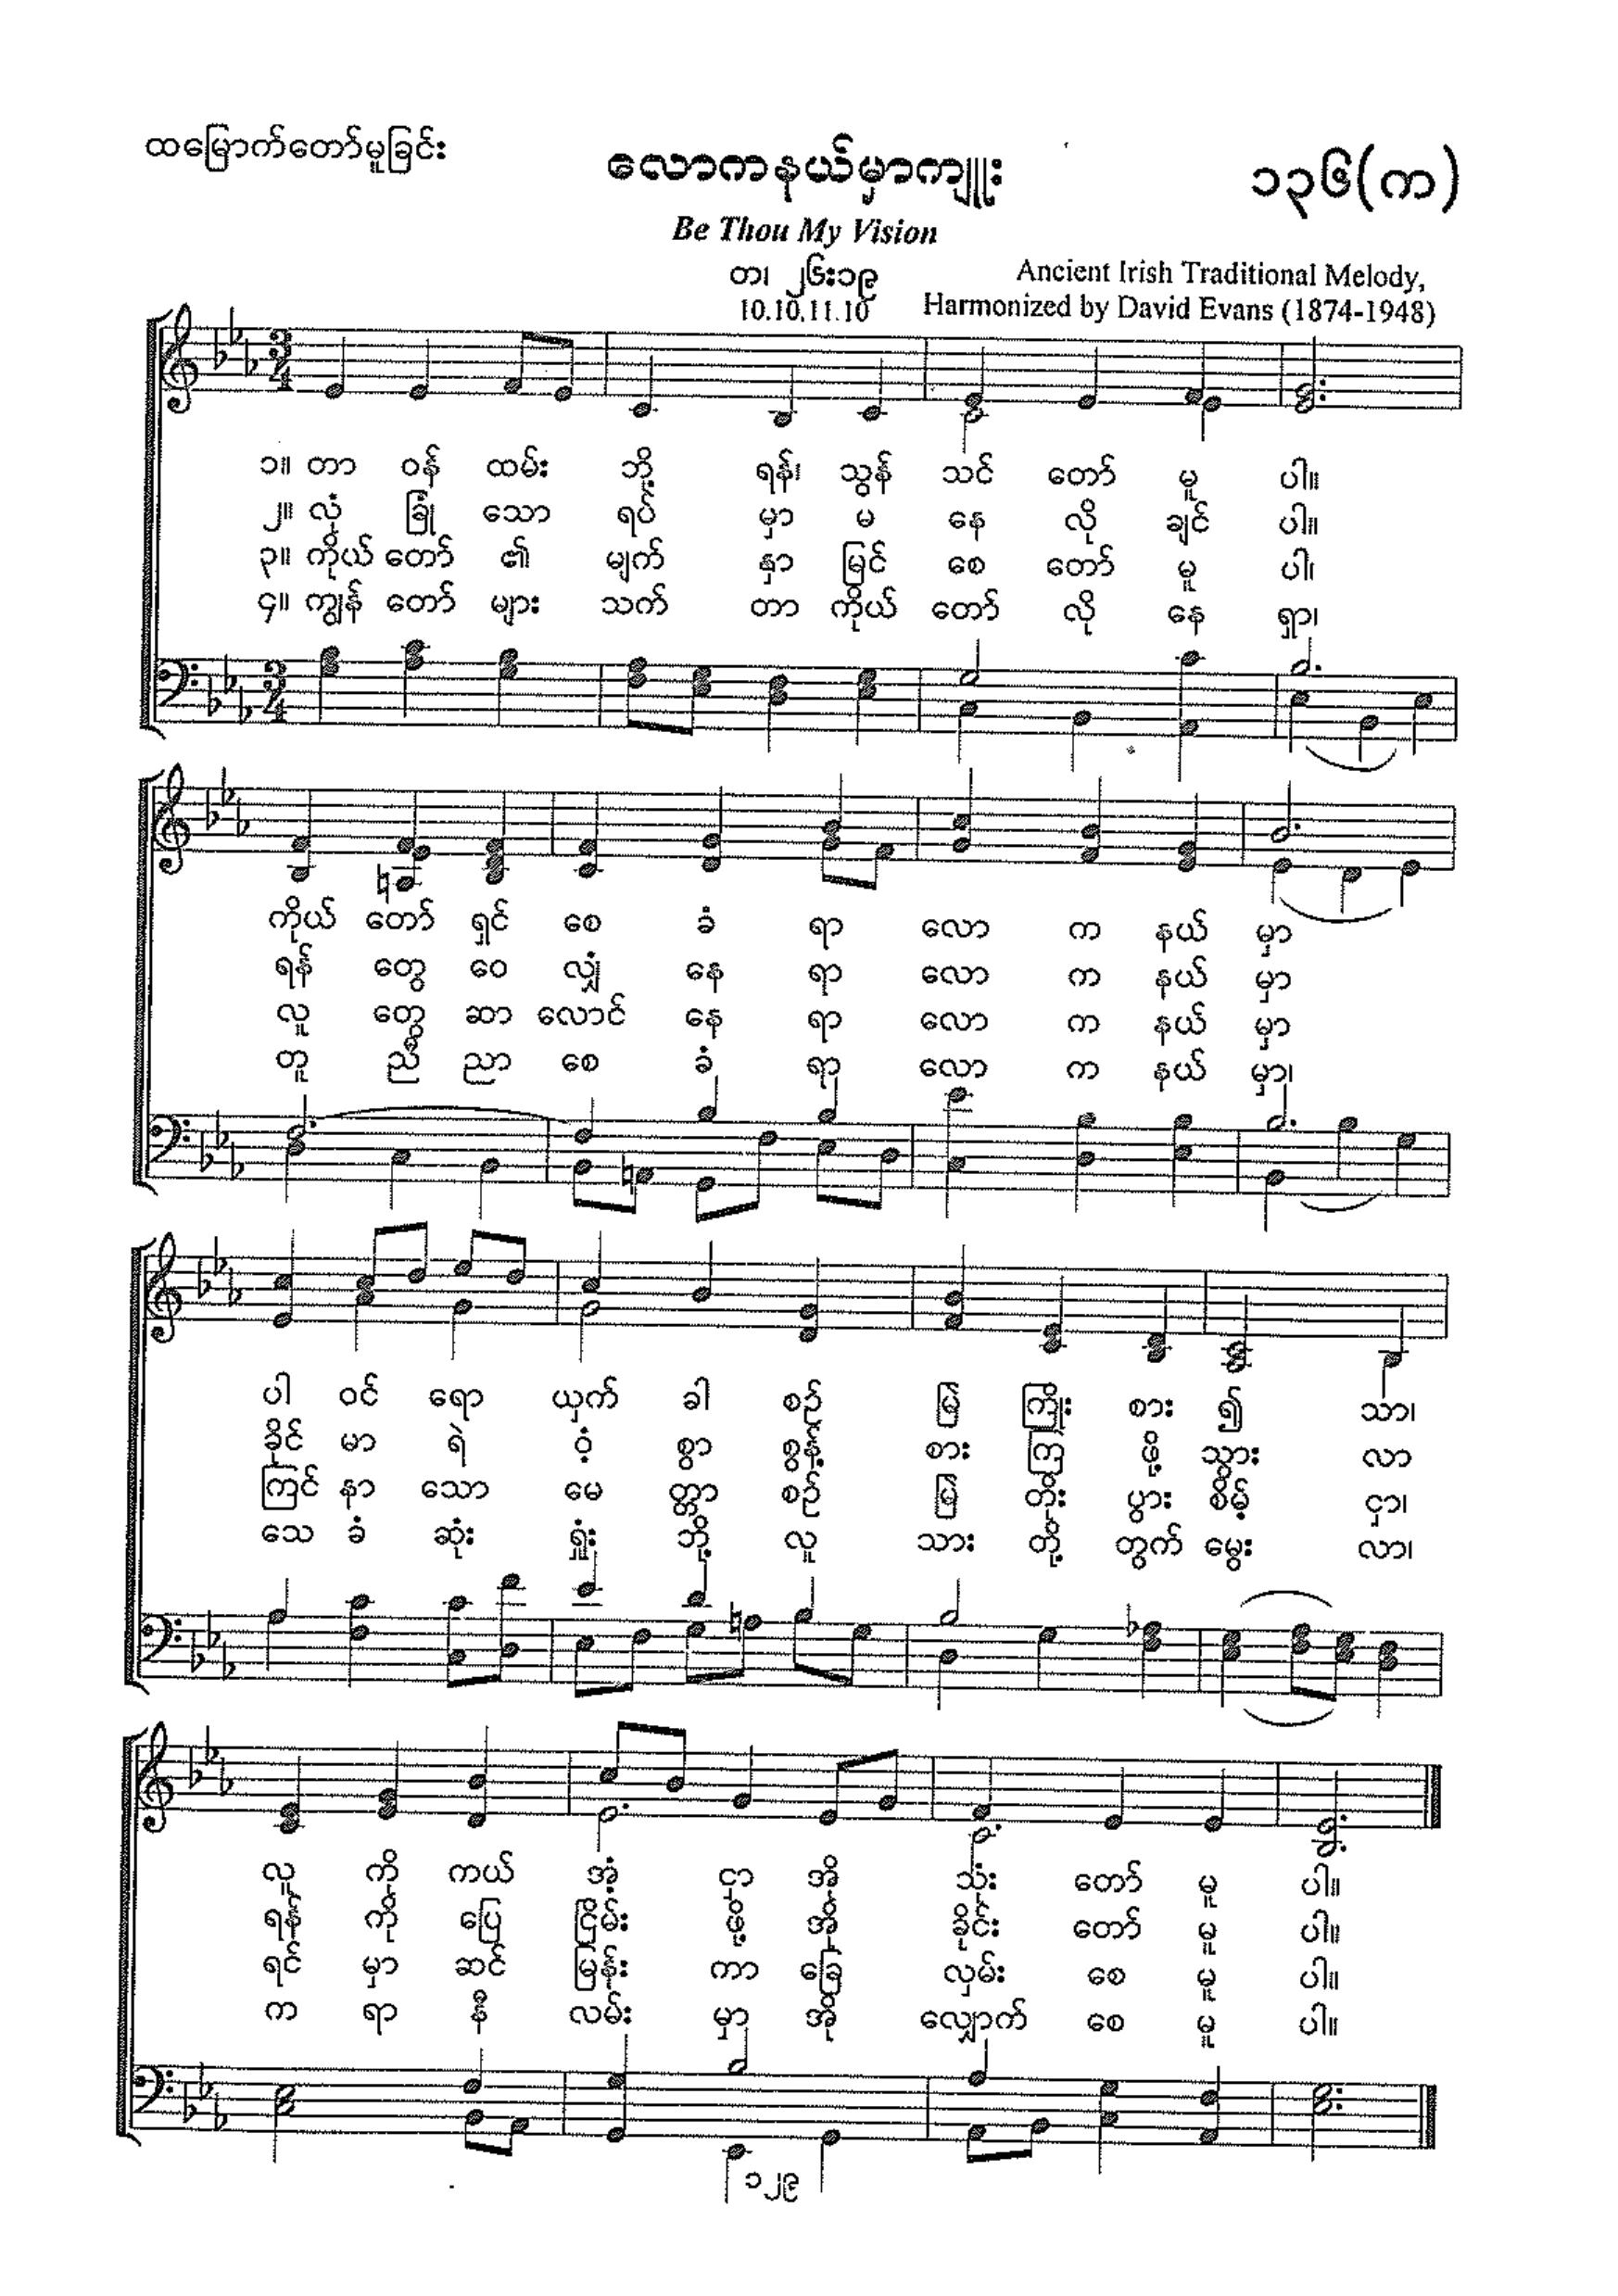 ထမြောက်တော်မူခြင်း
လောကနယ်မှာကျူး
၁၃၆(က)
Be Thou My Vision
တ၊ ၂၆း၁၉
10.10.11.10
Ancient Irish Traditional Melody,
Harmonized by David Evans (1874-1948)
၁။ တာ ဝန် ထမ်း ဘို့ ရန်၊ သွန် သင် တော် မူ ပါ။
၂။ လုံ ခြုံ သော ရပ် မှာ မ နေ လို ချင် ပါ။
၃။ ကိုယ် တော် ၏ မျက် နှာ မြင် စေ တော် မူ ပါ၊
၄။ ကျွန် တော် များ သက် တာ ကိုယ် တော် လို နေ ရှာ၊
ကိုယ် တော် ရှင် စေ ခံ ရာ လော က နယ် မှာ
ရန် တွေ ဝေ လျှံ နေ ရာ လော က နယ် မှာ
လူ တွေ ဆာ လောင် နေ ရာ လော က နယ် မှာ
တူ ညီ ညာ စေ ခံ ရာ လော က နယ် မှာ၊
ပါ ဝင် ရော ယှက် ခါ စဉ် မြဲ ကြိုး စား ၍ သာ၊
ခိုင် မာ ရဲ ဝံ့ စွာ စွန့် စား ကြ ဖို့ သွား လာ
ကြင် နာ သော မေ တ္တာ စဉ် မြဲ တိုး ပွား စိမ့် ငှာ၊
သေ ခံ ဆုံး ရှုံး ဘို့ လူ သား တို့ တွက် မွေး လာ၊
လူ ကို ကယ် အံ့ ငှာ အို သုံး တော် မူ ပါ။
ရန် ကို ပြေ ငြိမ်း ဖို့ အို ခိုင်း တော် မူ ပါ။
ရင် မှာ ဆင် မြန်း ကာ ခြေ လှမ်း စေ မူ ပါ။
က ရာ နီ လမ်း မှာ အို လျှောက် စေ မူ ပါ။
၁၂၉